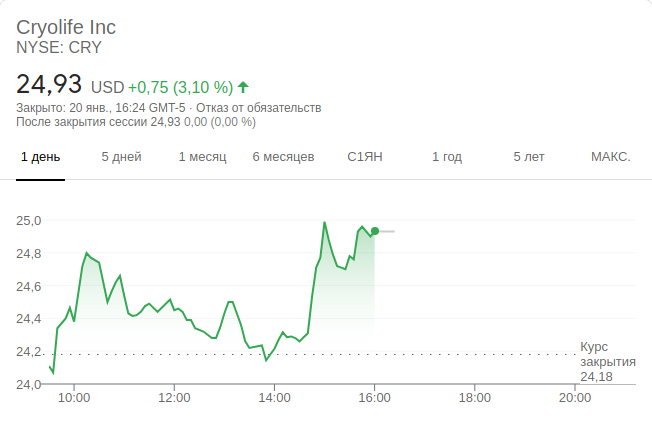 Cryolife Inc
NYSE: CRY
24,93 USD +0,75 (3,10 %)
Закрыто: 20 янв., 16:24 GMT-5 · Отказ от обязательств
После закрытия сессии 24,93 0,00 (0,00 %)
1 день 5 дней 1 месяц 6 месяцев С1ЯН 1 год 5 лет МАКС.
25,0
24,8
24,6
24,4
24,2
24,0
Курс
закрытия
24,18
10:00 12:00 14:00 16:00 18:00 20:00